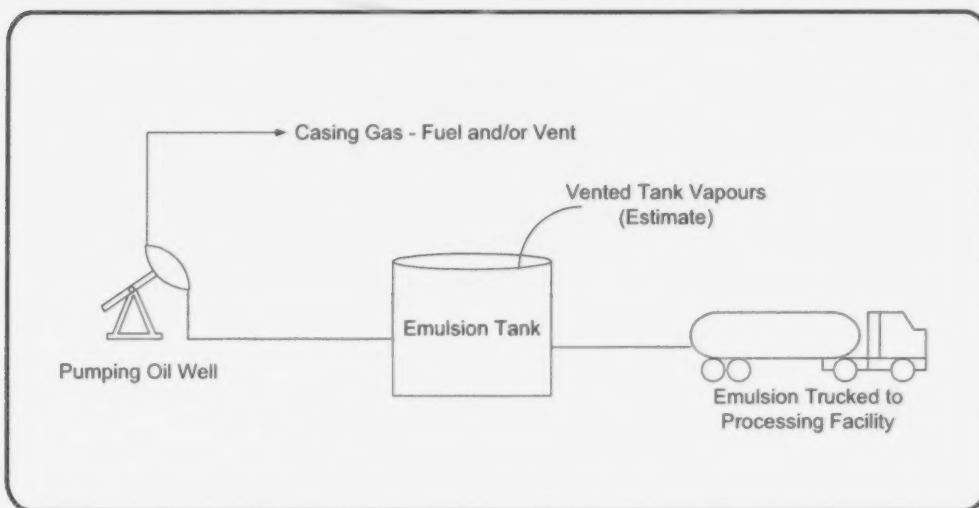 Casing Gas - Fuel and/or Vent
Vented Tank Vapours
(Estimate)
Emulsion Tank
Pumping Oil Well
Emulsion Trucked to
Processing Facility